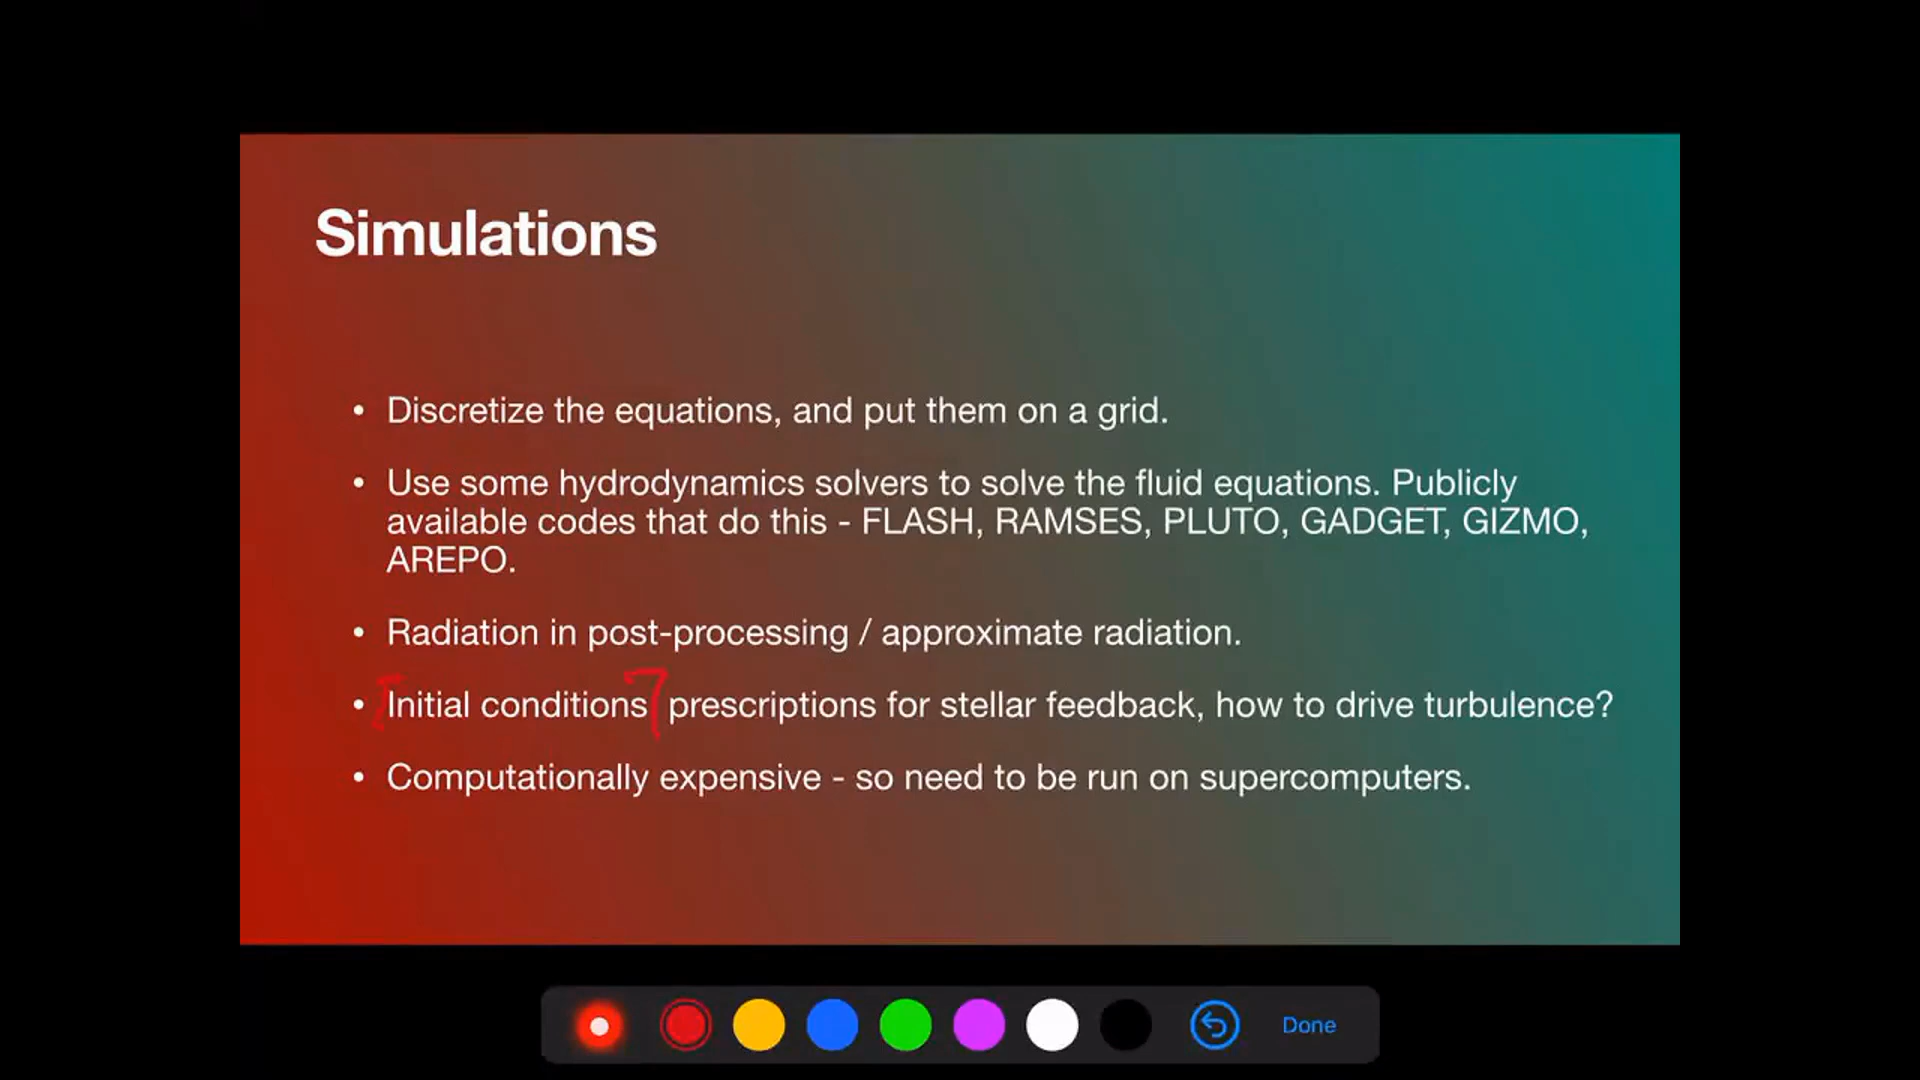 Simulations
• Discretize the equations, and put them on a grid.
• Use some hydrodynamics solvers to solve the fluid equations. Publicly
available codes that do this - FLASH, RAMSES, PLUTO, GADGET, GIZMO,
AREPO.
• Radiation in post-processing / approximate radiation.
• Initial conditions, prescriptions for stellar feedback, how to drive turbulence?
• Computationally expensive - so need to be run on supercomputers.
Done